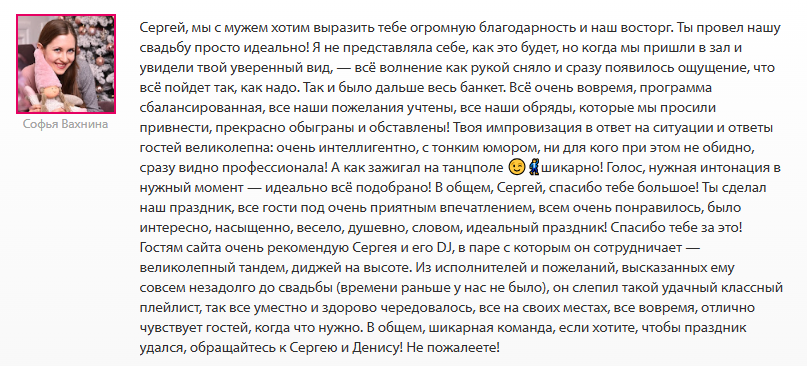 Сергей, мы с мужем хотим выразить тебе огромную благодарность и наш восторг. Ты провел нашу
свадьбу просто идеально! Я не представляла себе, как это будет, но когда мы пришли в зал и
увидели твой уверенный вид, — всё волнение как рукой сняло и сразу появилось ощущение, что
всё пойдет так, как надо. Так и было дальше весь банкет. Всё очень вовремя, программа
сбалансированная, все наши пожелания учтены, все наши обряды, которые мы просили
привнести, прекрасно обыграны и обставлены! Твоя импровизация в ответ на ситуации и ответы
гостей великолепна: очень интеллигентно, с тонким юмором, ни для кого при этом не обидно,
сразу видно профессионала! А как зажигал на танцполе 😉🕺шикарно! Голос, нужная интонация в
нужный момент — идеально всё подобрано! В общем, Сергей, спасибо тебе большое! Ты сделал
наш праздник, все гости под очень приятным впечатлением, всем очень понравилось, было
интересно, насыщенно, весело, душевно, словом, идеальный праздник! Спасибо тебе за это!
Гостям сайта очень рекомендую Сергея и его DJ, в паре с которым он сотрудничает —
великолепный тандем, диджей на высоте. Из исполнителей и пожеланий, высказанных ему
совсем незадолго до свадьбы (времени раньше у нас не было), он слепил такой удачный классный
плейлист, так все уместно и здорово чередовалось, все на своих местах, все вовремя, отлично
чувствует гостей, когда что нужно. В общем, шикарная команда, если хотите, чтобы праздник
удался, обращайтесь к Сергею и Денису! Не пожалеете!
Софья Вахнина